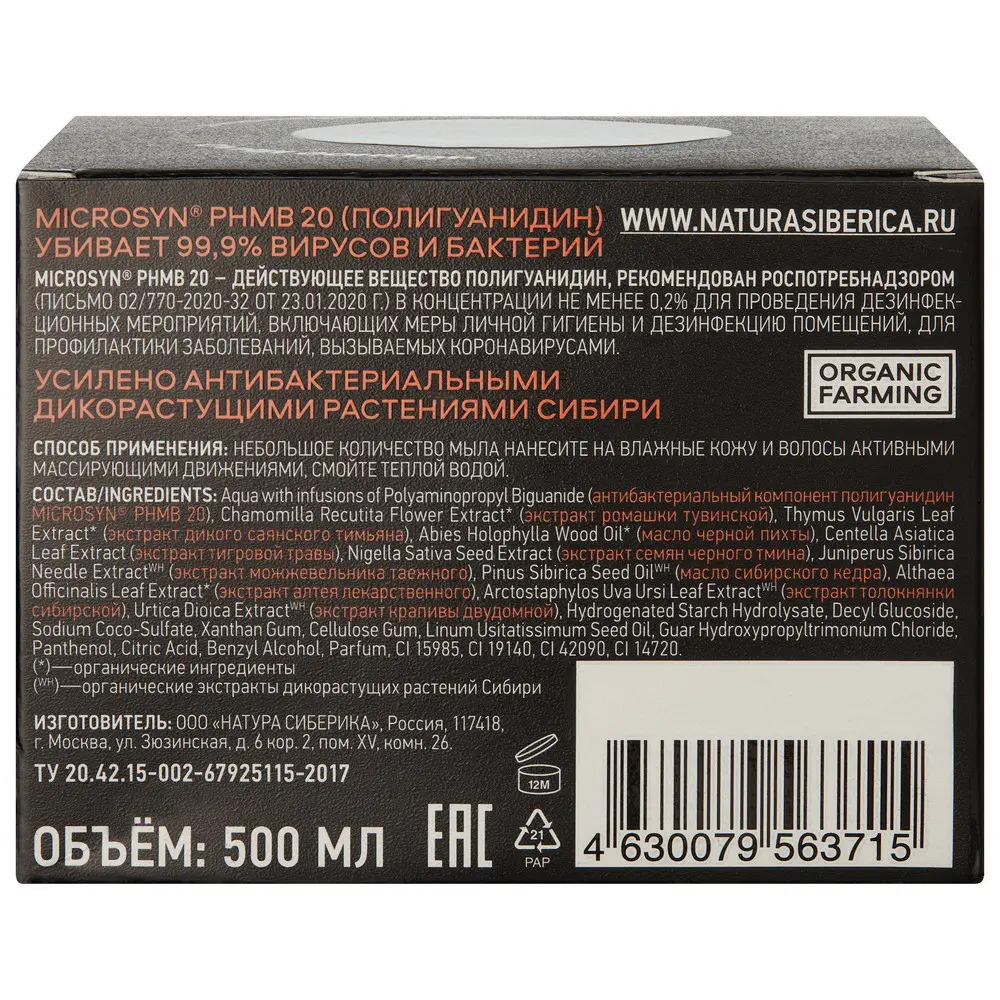 MICROSYN® PHMB 20 (ПОЛИГУАНИДИН)
УБИВАЕТ 99,9% ВИРУСОВ И БАКТЕРИЙ
WWW.NATURASIBERICA.RU
MICROSYN® PHMB 20 – ДЕЙСТВУЮЩЕЕ ВЕЩЕСТВО ПОЛИГУАНИДИН, РЕКОМЕНДОВАН РОСПОТРЕБНАДЗОРОМ
(ПИСЬМО 02/770-2020-32 ОТ 23.01.2020 Г.) В КОНЦЕНТРАЦИИ НЕ МЕНЕЕ 0,2% ДЛЯ ПРОВЕДЕНИЯ ДЕЗИНФЕК-
ЦИОННЫХ МЕРОПРИЯТИЙ, ВКЛЮЧАЮЩИХ МЕРЫ ЛИЧНОЙ ГИГИЕНЫ И ДЕЗИНФЕКЦИЮ ПОМЕЩЕНИЙ, ДЛЯ
ПРОФИЛАКТИКИ ЗАБОЛЕВАНИЙ, ВЫЗЫВАЕМЫХ КОРОНАВИРУСАМИ.
УСИЛЕНО АНТИБАКТЕРИАЛЬНЫМИ
ДИКОРАСТУЩИМИ РАСТЕНИЯМИ СИБИРИ
ORGANIC
FARMING
СПОСОБ ПРИМЕНЕНИЯ: НЕБОЛЬШОЕ КОЛИЧЕСТВО МЫЛА НАНЕСИТЕ НА ВЛАЖНЫЕ КОЖУ И ВОЛОСЫ АКТИВНЫМИ
МАССИРУЮЩИМИ ДВИЖЕНИЯМИ, СМОЙТЕ ТЕПЛОЙ ВОДОЙ.
СОСТАВ/INGREDIENTS: Aqua with infusions of Polyaminopropyl Biguanide (антибактериальный компонент полигуанидин
MICROSYN® PHMB 20), Chamomilla Recutita Flower Extract* (экстракт ромашки тувинской), Thymus Vulgaris Leaf
Extract* (экстракт дикого саянского тимьяна), Abies Holophylla Wood Oil* (масло черной пихты), Centella Asiatica
Leaf Extract (экстракт тигровой травы), Nigella Sativa Seed Extract (экстракт семян черного тмина), Juniperus Sibirica
Needle Extract^WH (экстракт можжевельника таежного), Pinus Sibirica Seed Oil^WH (масло сибирского кедра), Althaea
Officinalis Leaf Extract* (экстракт алтея лекарственного), Arctostaphylos Uva Ursi Leaf Extract^WH (экстракт толокнянки
сибирской), Urtica Dioica Extract^WH (экстракт крапивы двудомной), Hydrogenated Starch Hydrolysate, Decyl Glucoside,
Sodium Coco-Sulfate, Xanthan Gum, Cellulose Gum, Linum Usitatissimum Seed Oil, Guar Hydroxypropyltrimonium Chloride,
Panthenol, Citric Acid, Benzyl Alcohol, Parfum, CI 15985, CI 19140, CI 42090, CI 14720.
(*)—органические ингредиенты
(^WH)—органические экстракты дикорастущих растений Сибири
ИЗГОТОВИТЕЛЬ: ООО «НАТУРА СИБЕРИКА», Россия, 117418,
г. Москва, ул. Зюзинская, д. 6 кор. 2, пом. XV, комн. 26.
ТУ 20.42.15-002-67925115-2017
12M
ОБЪЁМ: 500 МЛ
EAC
21
PAP
4 630079 563715